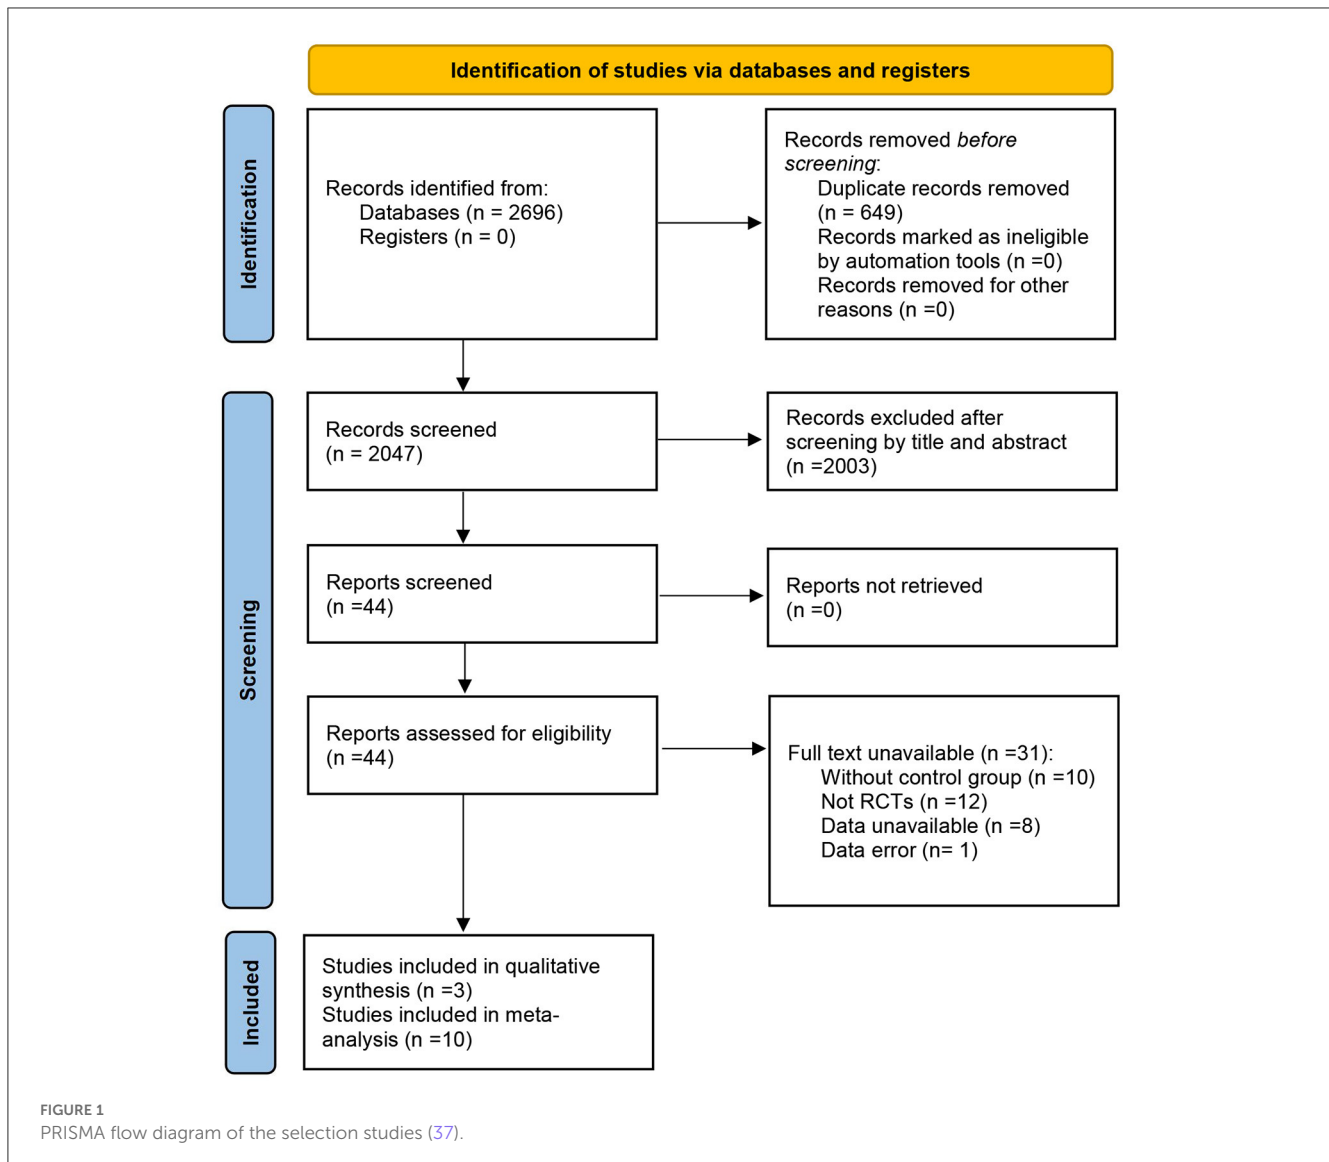 Identification of studies via databases and registers
Identification
Records identified from:
Databases (n = 2696)
Registers (n = 0)
Records removed before
screening:
Duplicate records removed
(n = 649)
Records marked as ineligible
by automation tools (n =0)
Records removed for other
reasons (n =0)
Screening
Records screened
(n = 2047)
Records excluded after
screening by title and abstract
(n =2003)
Reports screened
(n =44)
Reports not retrieved
(n =0)
Reports assessed for eligibility
(n =44)
Full text unavailable (n =31):
Without control group (n =10)
Not RCTs (n =12)
Data unavailable (n =8)
Data error (n= 1)
Included
Studies included in qualitative
synthesis (n =3)
Studies included in meta-
analysis (n =10)
FIGURE 1
PRISMA flow diagram of the selection studies (37).